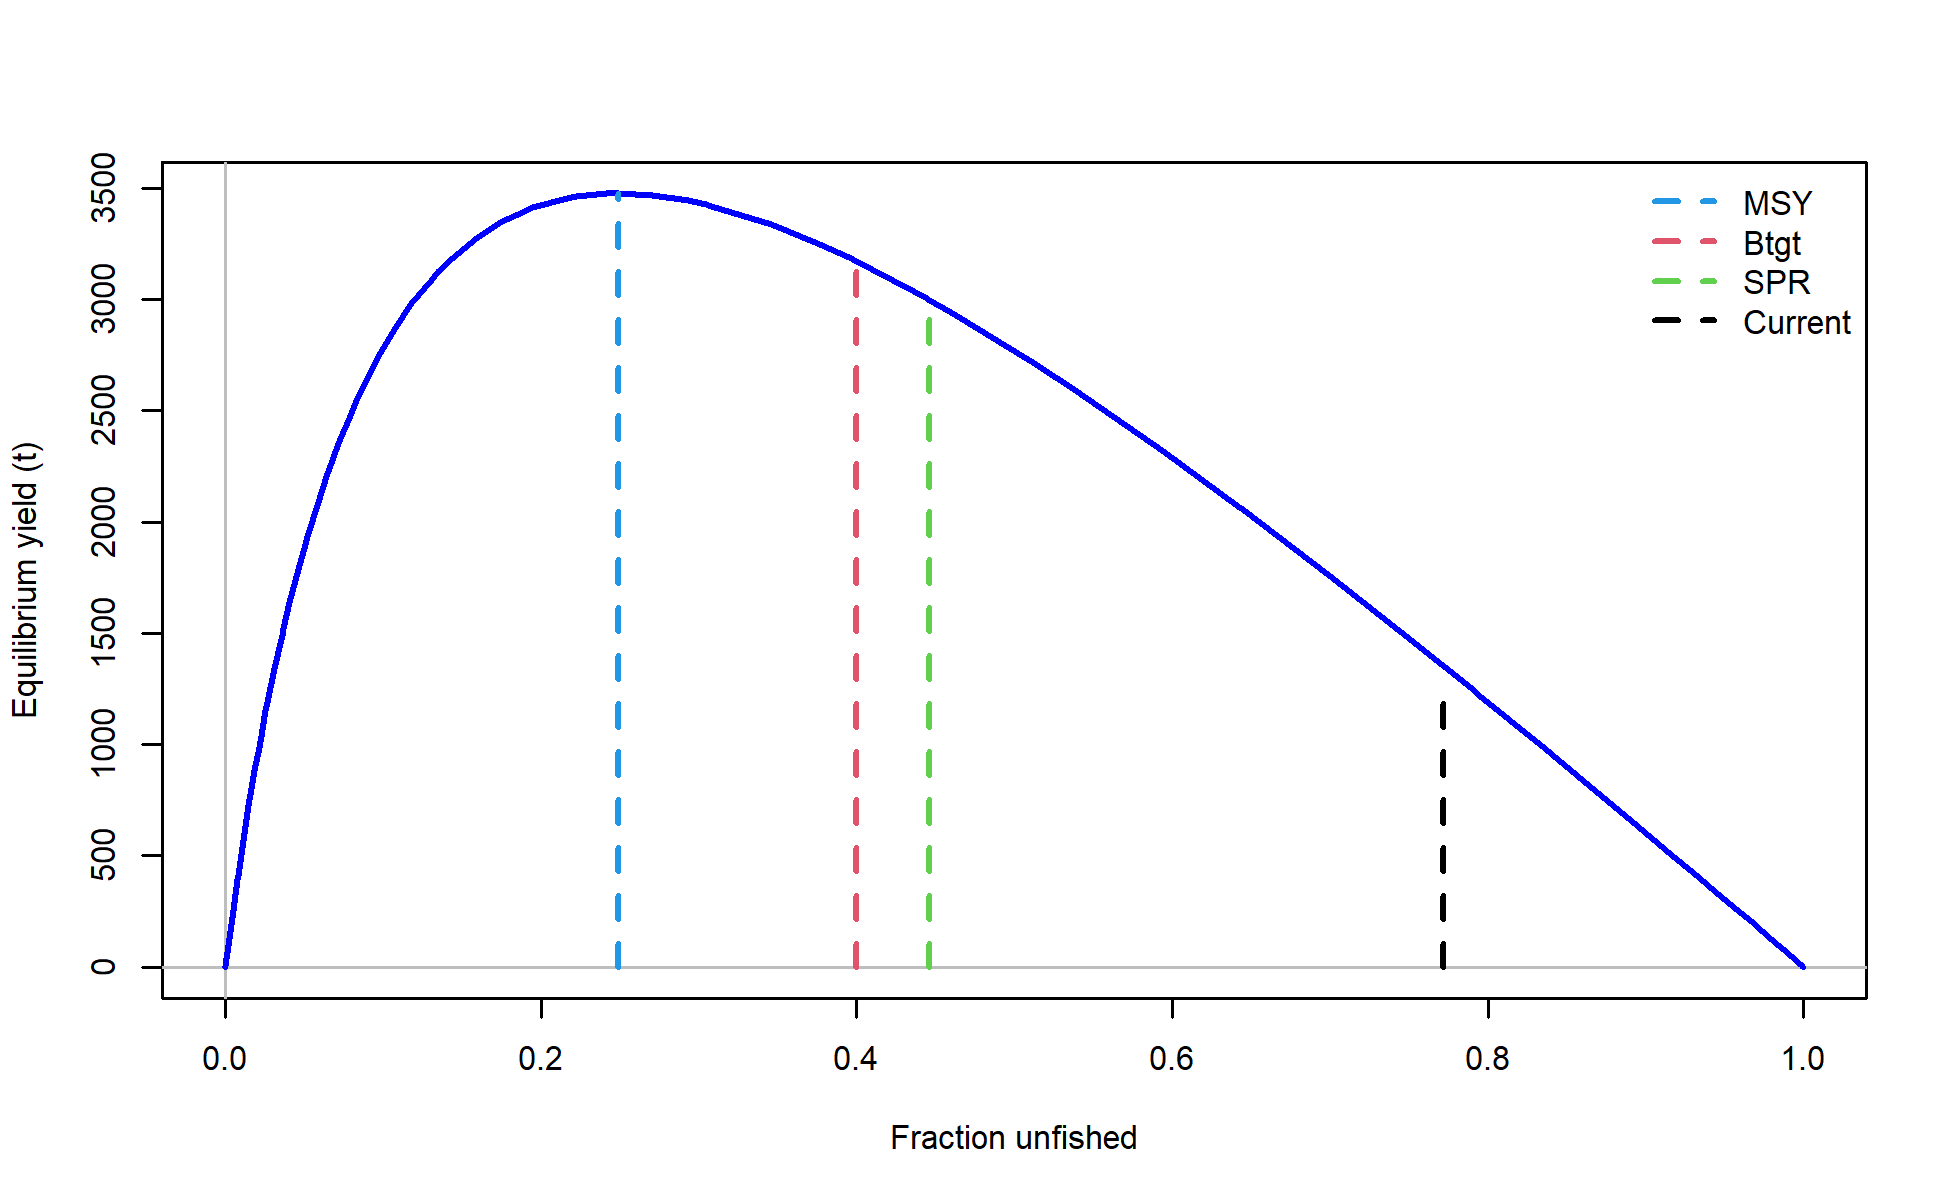 MSY
Btgt
SPR
Current
Equilibrium yield (t)
3500
3000
2500
2000
1500
1000
500
0
0.0 0.2 0.4 0.6 0.8 1.0
Fraction unfished